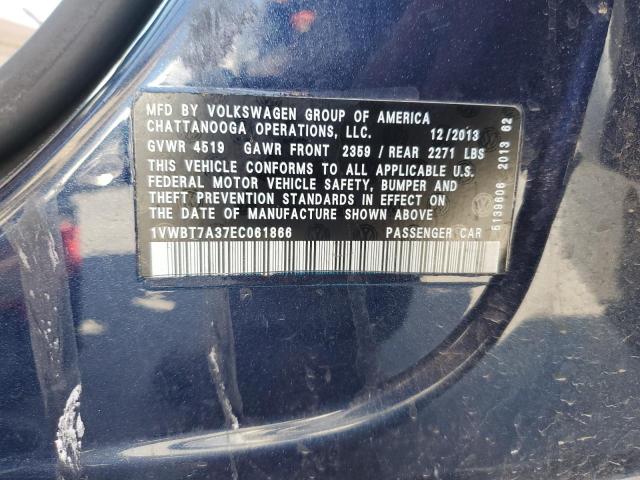 MFD BY VOLKSWAGEN GROUP OF AMERICA
CHATTANOOGA OPERATIONS, LLC. 12/2013
GVWR 4519 GAWR FRONT 2359 / REAR 2271 LBS
THIS VEHICLE CONFORMS TO ALL APPLICABLE U.S.
FEDERAL MOTOR VEHICLE SAFETY, BUMPER AND
THEFT PREVENTION STANDARDS IN EFFECT ON
THE DATE OF MANUFACTURE SHOWN ABOVE
1VWBT7A37EC061866 PASSENGER CAR
5139606 2013 62